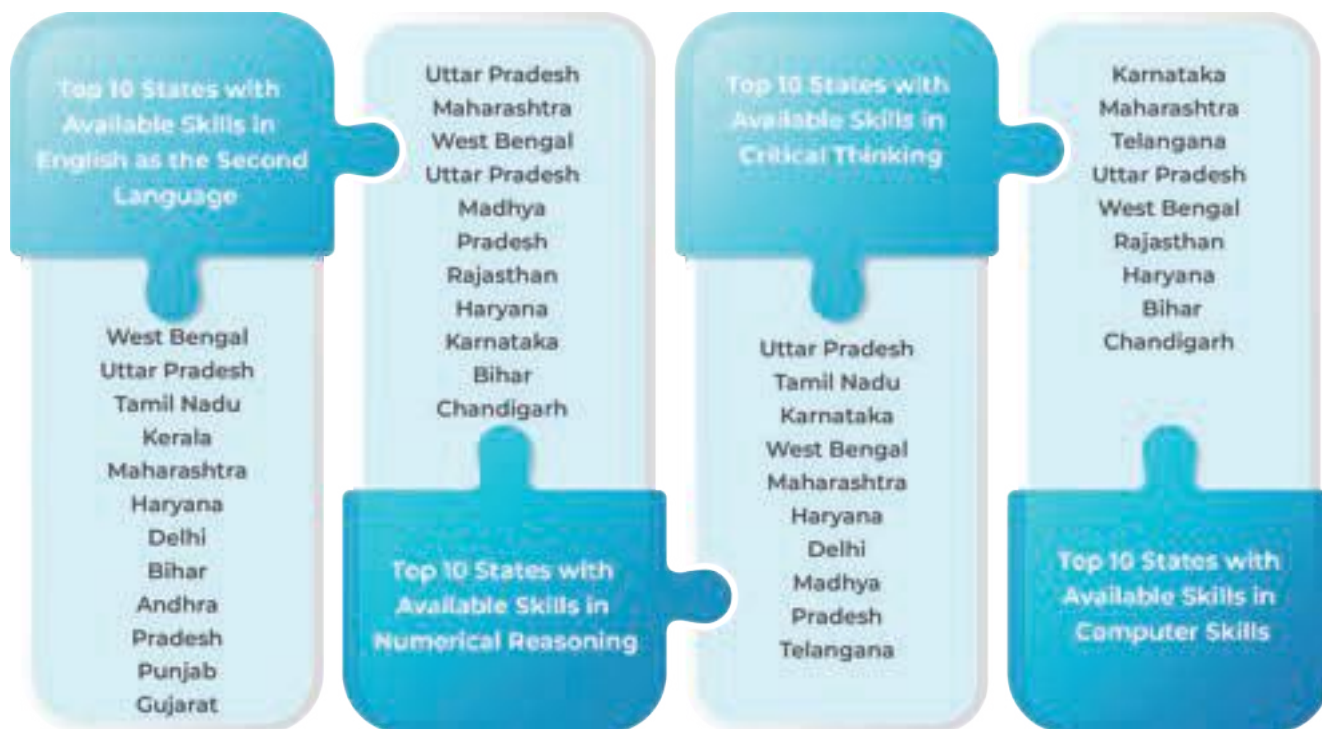 Top 10 States with
Available Skills in
English as the Second
Language
West Bengal
Uttar Pradesh
Tamil Nadu
Kerala
Maharashtra
Haryana
Delhi
Bihar
Andhra
Pradesh
Punjab
Gujarat
Uttar Pradesh
Maharashtra
West Bengal
Uttar Pradesh
Madhya
Pradesh
Rajasthan
Haryana
Karnataka
Bihar
Chandigarh
Top 10 States with
Available Skills in
Numerical Reasoning
Top 10 States with
Available Skills in
Critical Thinking
Uttar Pradesh
Tamil Nadu
Karnataka
West Bengal
Maharashtra
Haryana
Delhi
Madhya
Pradesh
Telangana
Karnataka
Maharashtra
Telangana
Uttar Pradesh
West Bengal
Rajasthan
Haryana
Bihar
Chandigarh
Top 10 States with
Available Skills in
Computer Skills